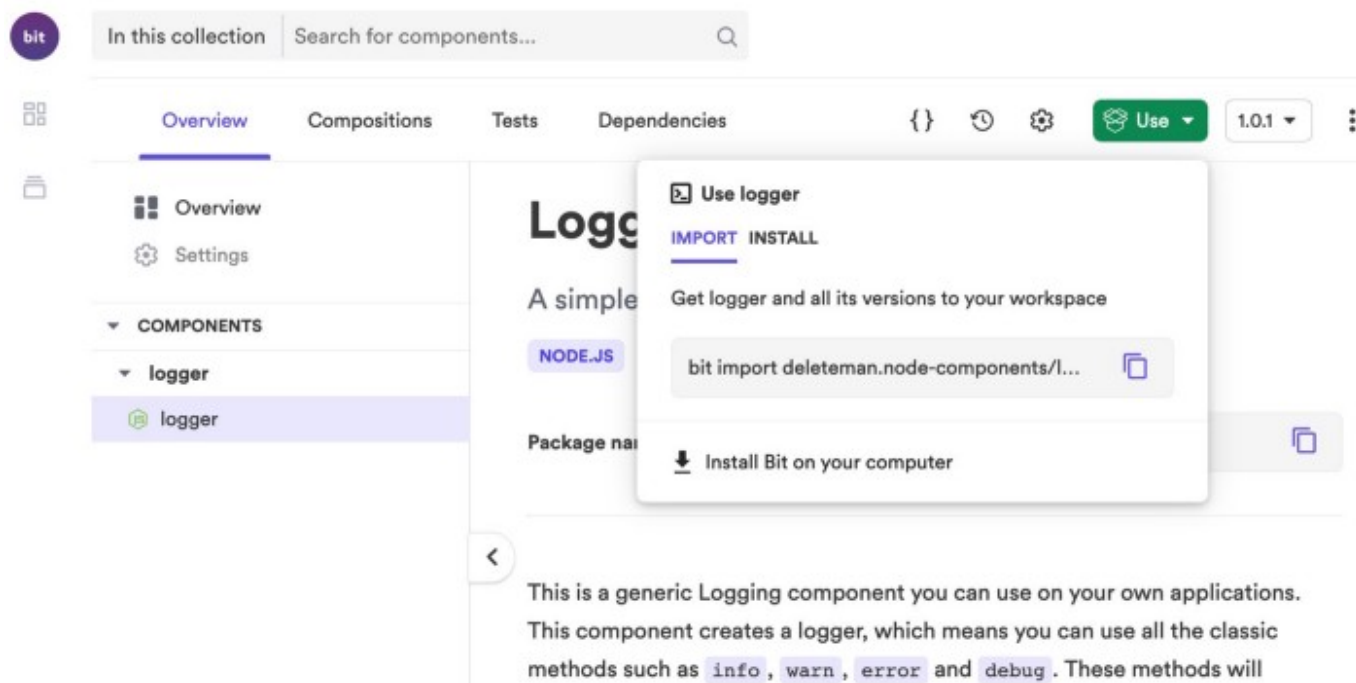 bit
In this collection
Search for components...
Overview
Compositions
Tests
Dependencies
{}
Use
1.0.1
Overview
Settings
COMPONENTS
logger
logger
A simple
NODE.JS
Package
Use logger
IMPORT INSTALL
Get logger and all its versions to your workspace
bit import deleteman.node-components/l...
Install Bit on your computer
This is a generic Logging component you can use on your own applications.
This component creates a logger, which means you can use all the classic
methods such as info, warn, error and debug. These methods will